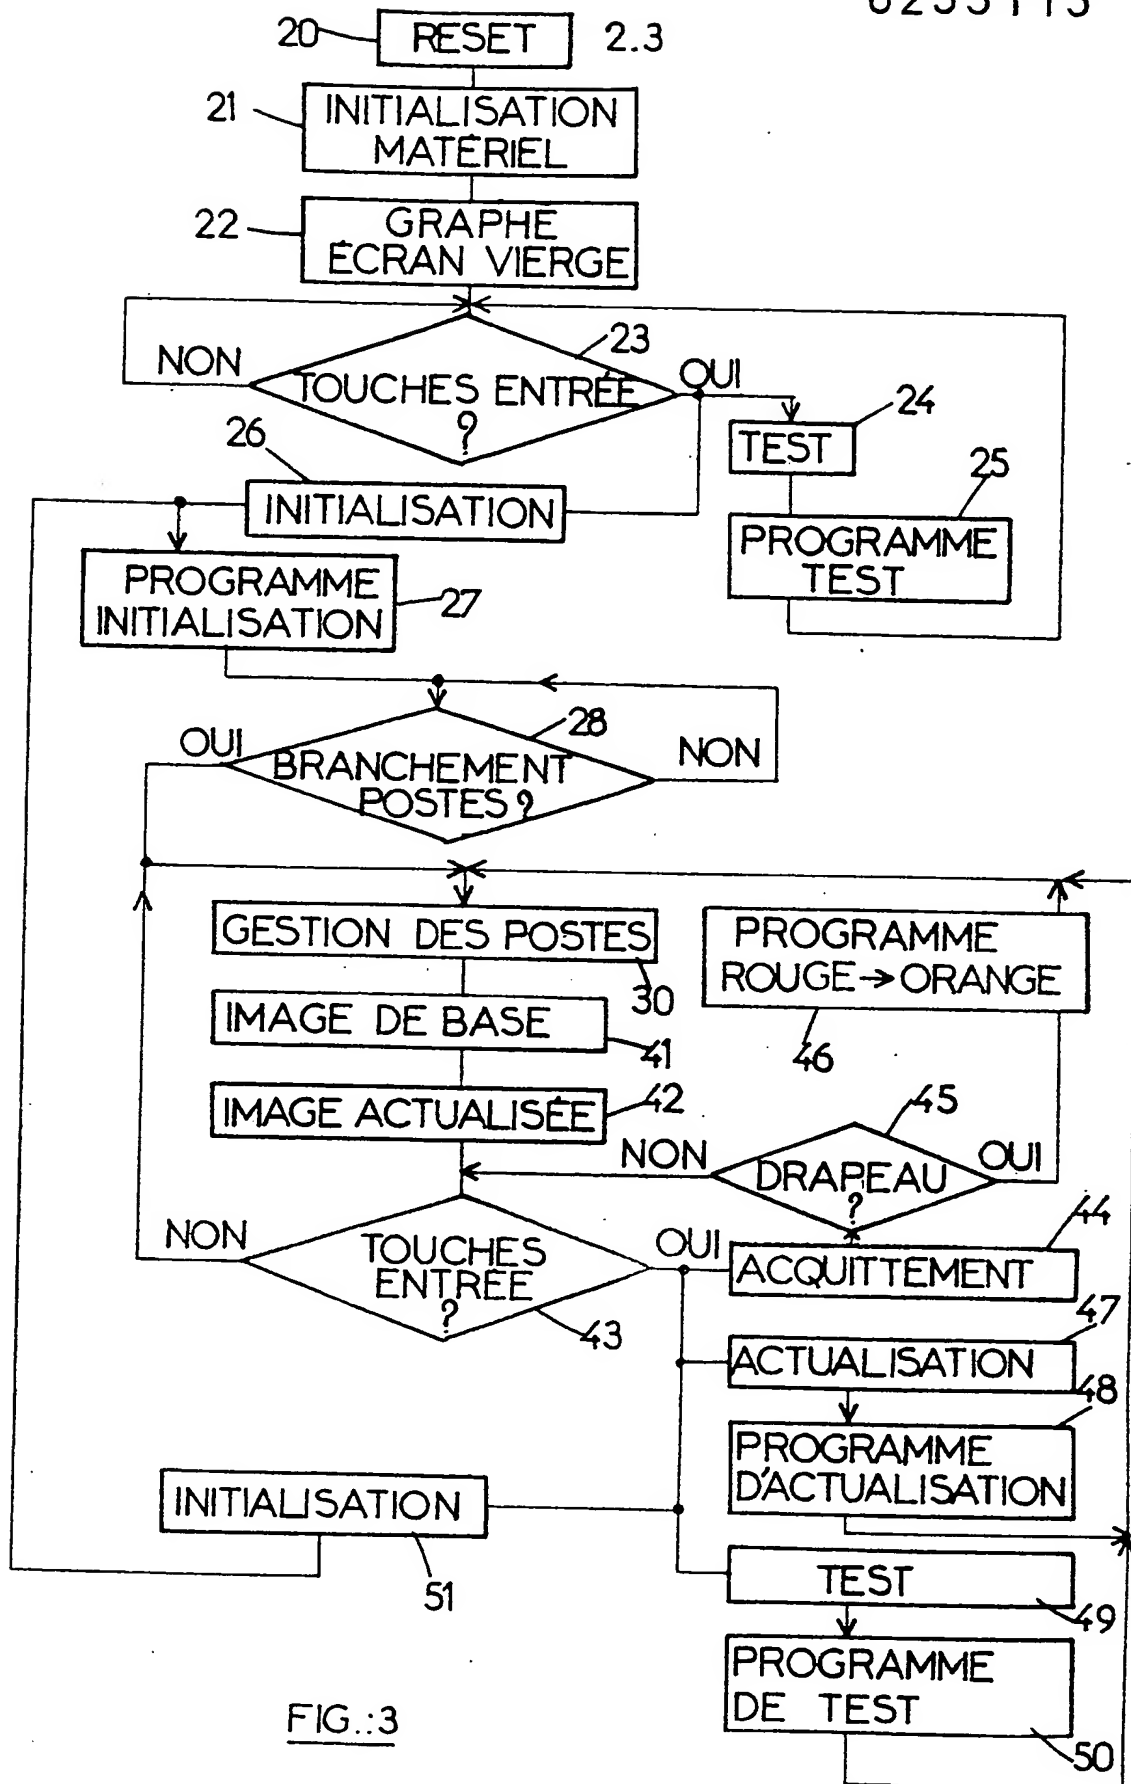 20 RESET 2.3
21
INITIALISATION
MATÉRIEL
22
GRAPHE
ÉCRAN VIERGE
23
NON
TOUCHES ENTRÉE
?
OUI
24
TEST
26
INITIALISATION
25
PROGRAMME
TEST
PROGRAMME
INITIALISATION
27
28
OUI
BRANCHEMENT
POSTES?
NON
GESTION DES POSTES
30
PROGRAMME
ROUGE → ORANGE
46
IMAGE DE BASE
41
IMAGE ACTUALISÉE
42
45
NON
DRAPEAU
?
OUI
44
NON
TOUCHES
ENTRÉE
?
OUI
43
ACQUITTEMENT
47
ACTUALISATION
48
PROGRAMME
D'ACTUALISATION
INITIALISATION
51
TEST
49
PROGRAMME
DE TEST
50
FIG.:3